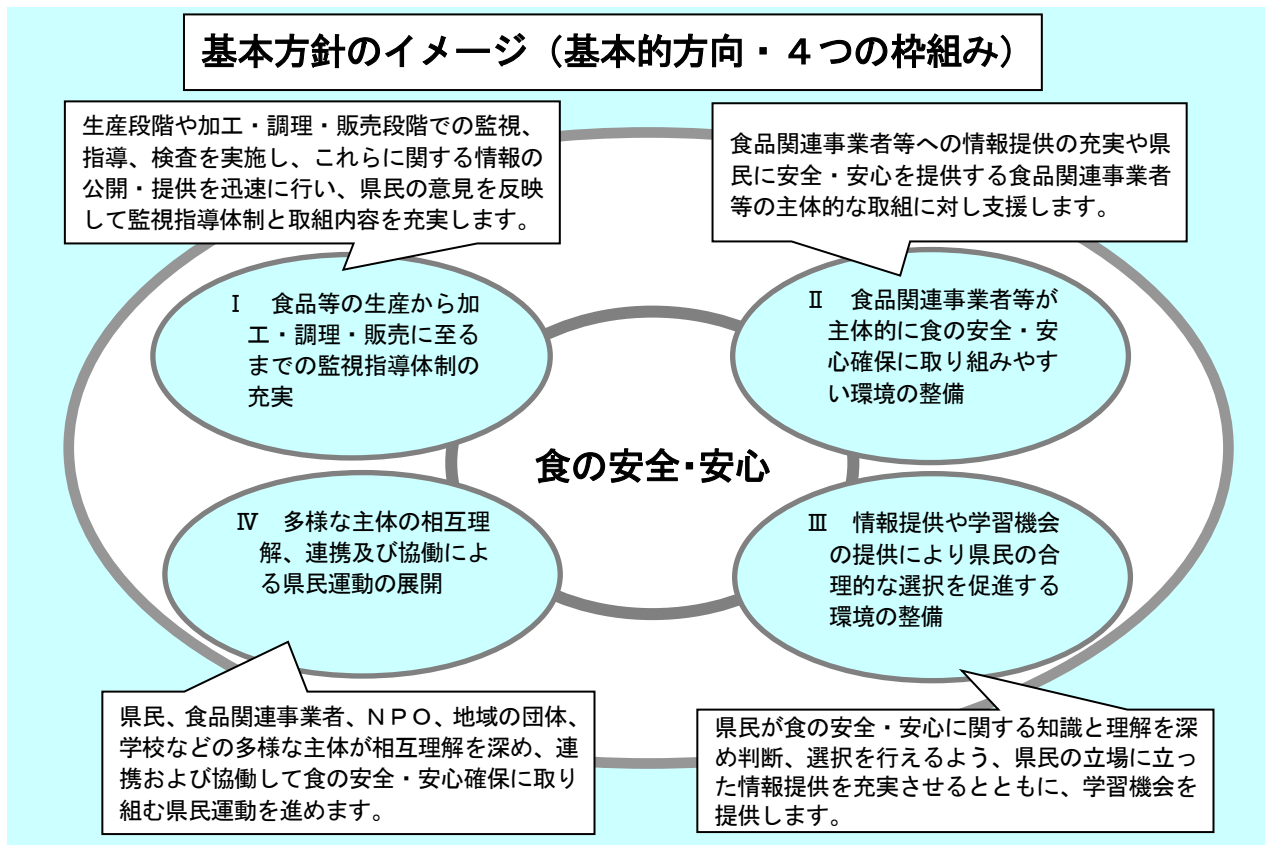 基本方針のイメージ（基本的方向・４つの枠組み）
生産段階や加工・調理・販売段階での監視、
指導、検査を実施し、これらに関する情報の
公開・提供を迅速に行い、県民の意見を反映
して監視指導体制と取組内容を充実します。
食品関連事業者等への情報提供の充実や県
民に安全・安心を提供する食品関連事業者
等の主体的な取組に対し支援します。
Ⅰ　食品等の生産から加
工・調理・販売に至る
までの監視指導体制の
充実
Ⅱ　食品関連事業者等が
主体的に食の安全・安
心確保に取り組みやす
い環境の整備
食の安全・安心
Ⅳ　多様な主体の相互理
解、連携及び協働によ
る県民運動の展開
Ⅲ　情報提供や学習機会
の提供により県民の合
理的な選択を促進する
環境の整備
県民、食品関連事業者、ＮＰＯ、地域の団体、
学校などの多様な主体が相互理解を深め、連
携および協働して食の安全・安心確保に取り
組む県民運動を進めます。
県民が食の安全・安心に関する知識と理解を深
め判断、選択を行えるよう、県民の立場に立っ
た情報提供を充実させるとともに、学習機会を
提供します。